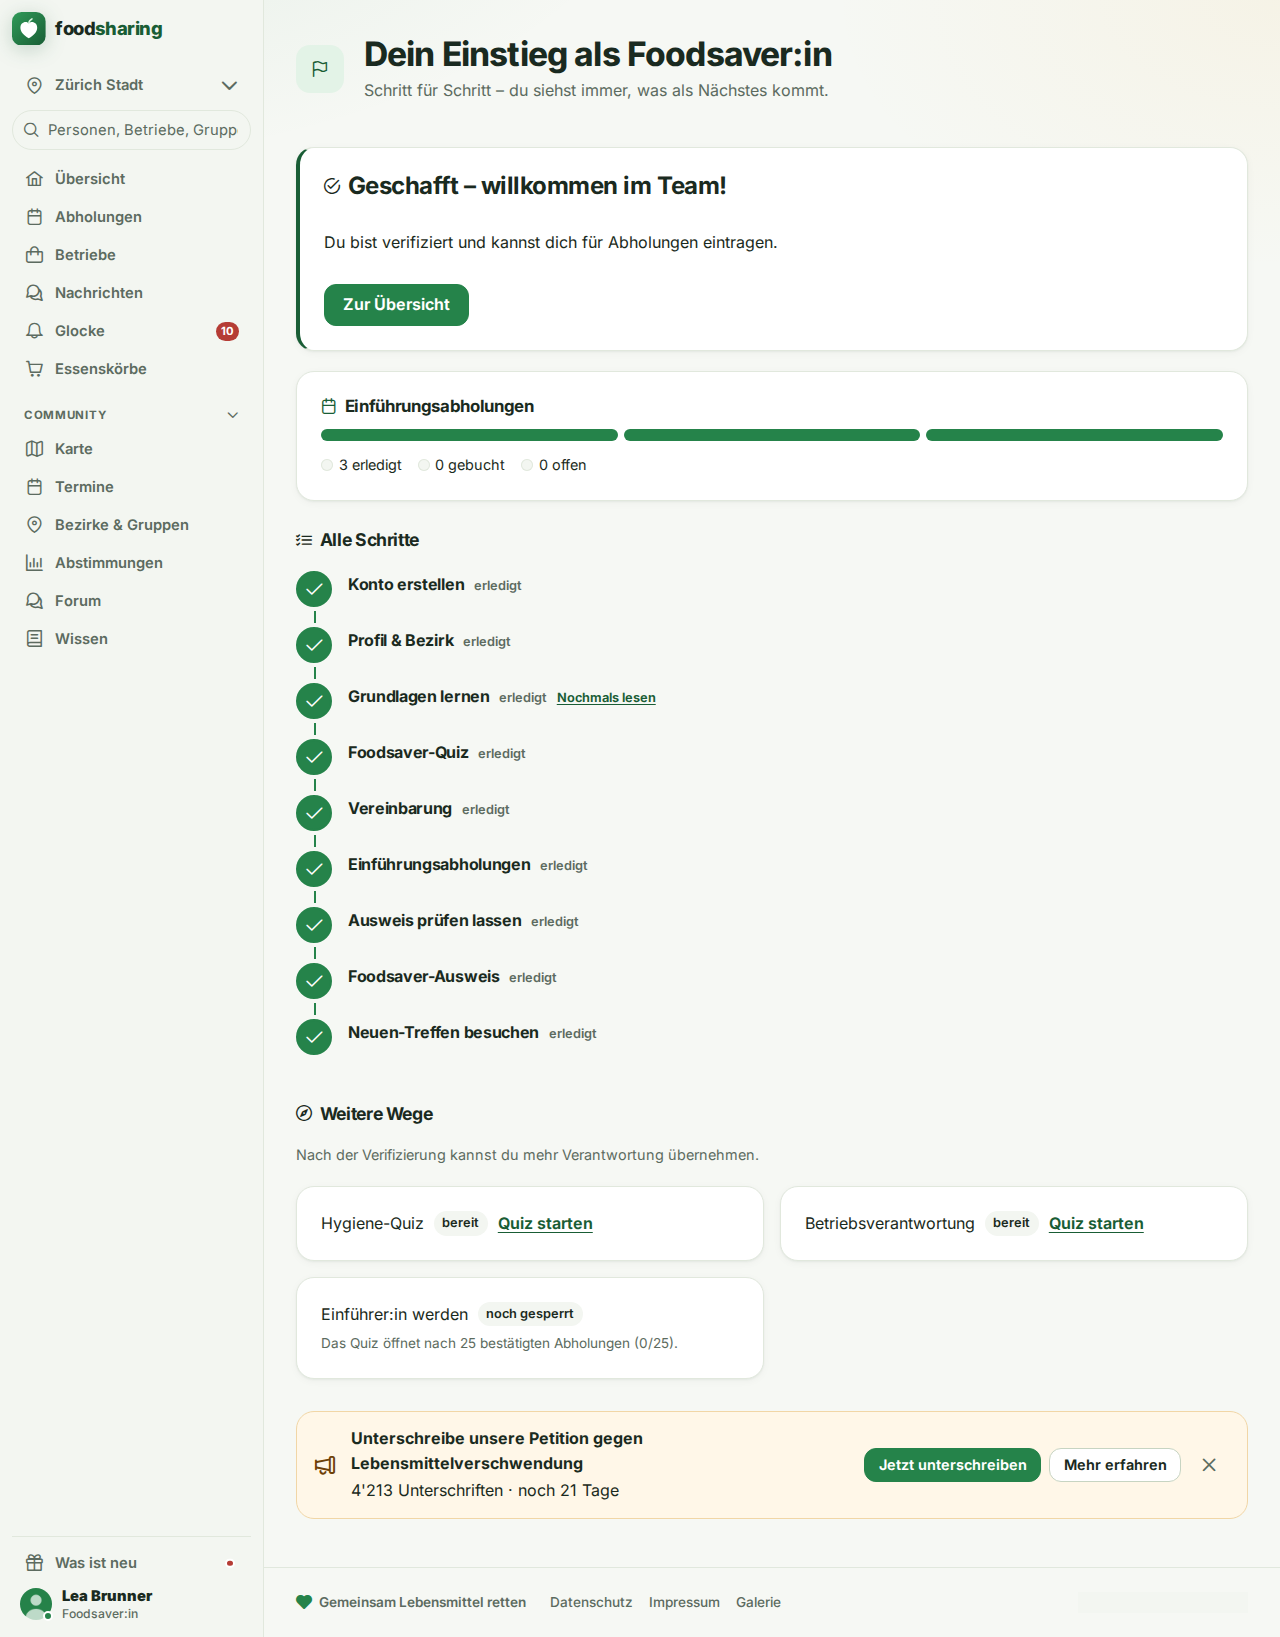 foodsharing
Zürich Stadt
Personen, Betriebe, Grupp
Übersicht
Abholungen
Betriebe
Nachrichten
Glocke 10
Essenskörbe
COMMUNITY
Karte
Termine
Bezirke & Gruppen
Abstimmungen
Forum
Wissen
Was ist neu
Lea Brunner
Foodsaver:in
Dein Einstieg als Foodsaver:in
Schritt für Schritt – du siehst immer, was als Nächstes kommt.
Geschafft – willkommen im Team!
Du bist verifiziert und kannst dich für Abholungen eintragen.
Zur Übersicht
Einführungsabholungen
3 erledigt 0 gebucht 0 offen
Alle Schritte
Konto erstellen erledigt
Profil & Bezirk erledigt
Grundlagen lernen erledigt Nochmals lesen
Foodsaver-Quiz erledigt
Vereinbarung erledigt
Einführungsabholungen erledigt
Ausweis prüfen lassen erledigt
Foodsaver-Ausweis erledigt
Neuen-Treffen besuchen erledigt
Weitere Wege
Nach der Verifizierung kannst du mehr Verantwortung übernehmen.
Hygiene-Quiz bereit Quiz starten
Betriebsverantwortung bereit Quiz starten
Einführer:in werden noch gesperrt
Das Quiz öffnet nach 25 bestätigten Abholungen (0/25).
Unterschreibe unsere Petition gegen
Lebensmittelverschwendung
4'213 Unterschriften · noch 21 Tage
Jetzt unterschreiben Mehr erfahren
Gemeinsam Lebensmittel retten Datenschutz Impressum Galerie